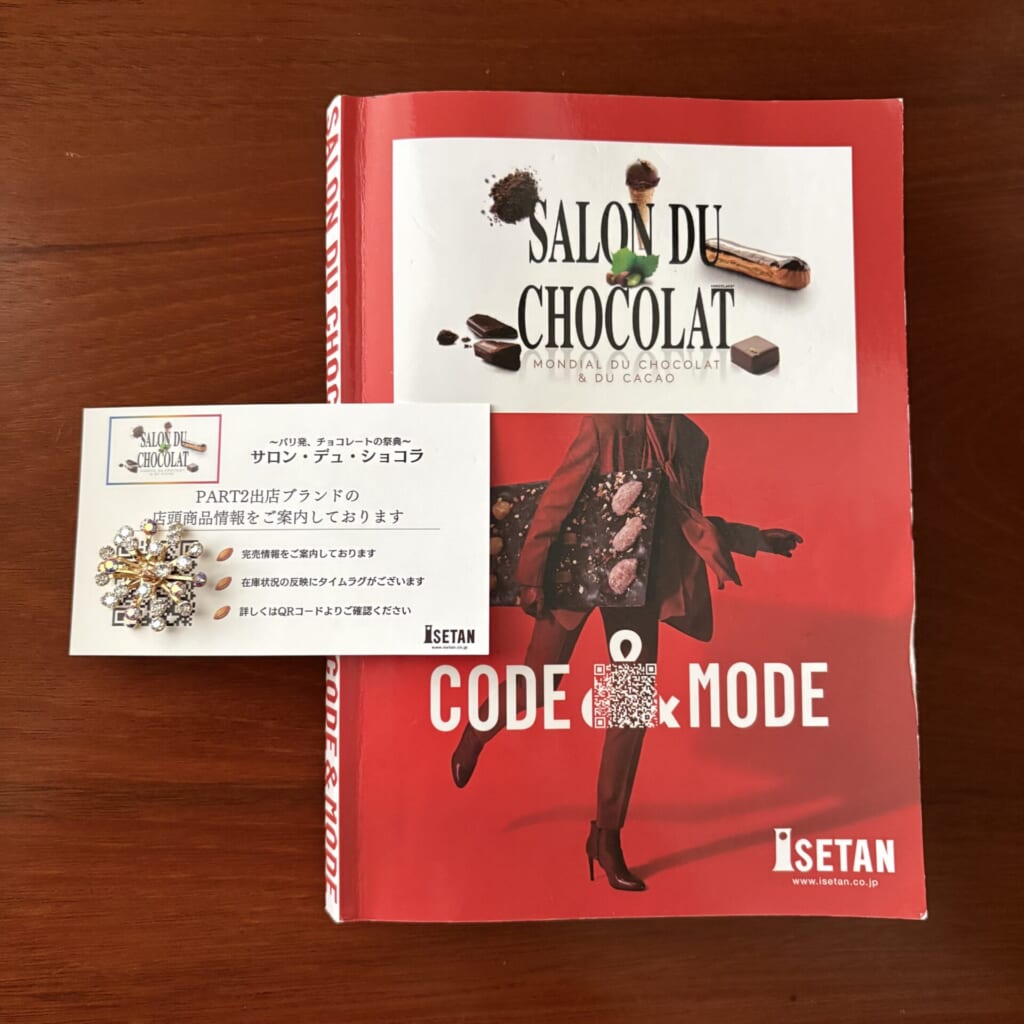 SALON DU CHOC
CODE & MODE
SALON DU
CHOCOLAT
MONDIAL DU CHOCOLAT
& DU CACAO
SALON DU
CHOCOLAT
〜パリ発、チョコレートの祭典〜
サロン・デュ・ショコラ
PART2出店ブランドの
店頭商品情報をご案内しております
完売情報をご案内しております
在庫状況の反映にタイムラグがございます
詳しくはQRコードよりご確認ください
ISETAN
www.isetan.co.jp
CODE & MODE
ISETAN
www.isetan.co.jp